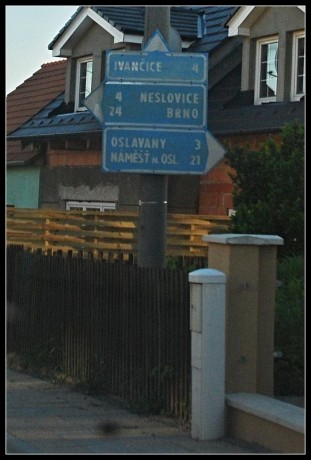 IVANČICE 4
4 NESLOVICE
24 BRNO
OSLAVANY 3
NÁMĚŠŤ N. OSL. 21